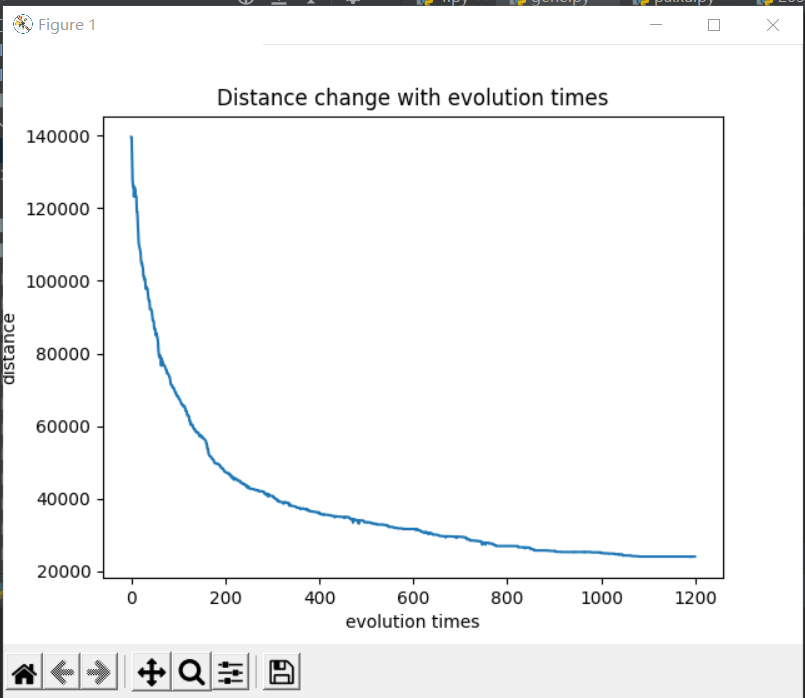 Figure 1
Distance change with evolution times
140000
120000
100000
80000
60000
40000
20000
distance
0 200 400 600 800 1000 1200
evolution times